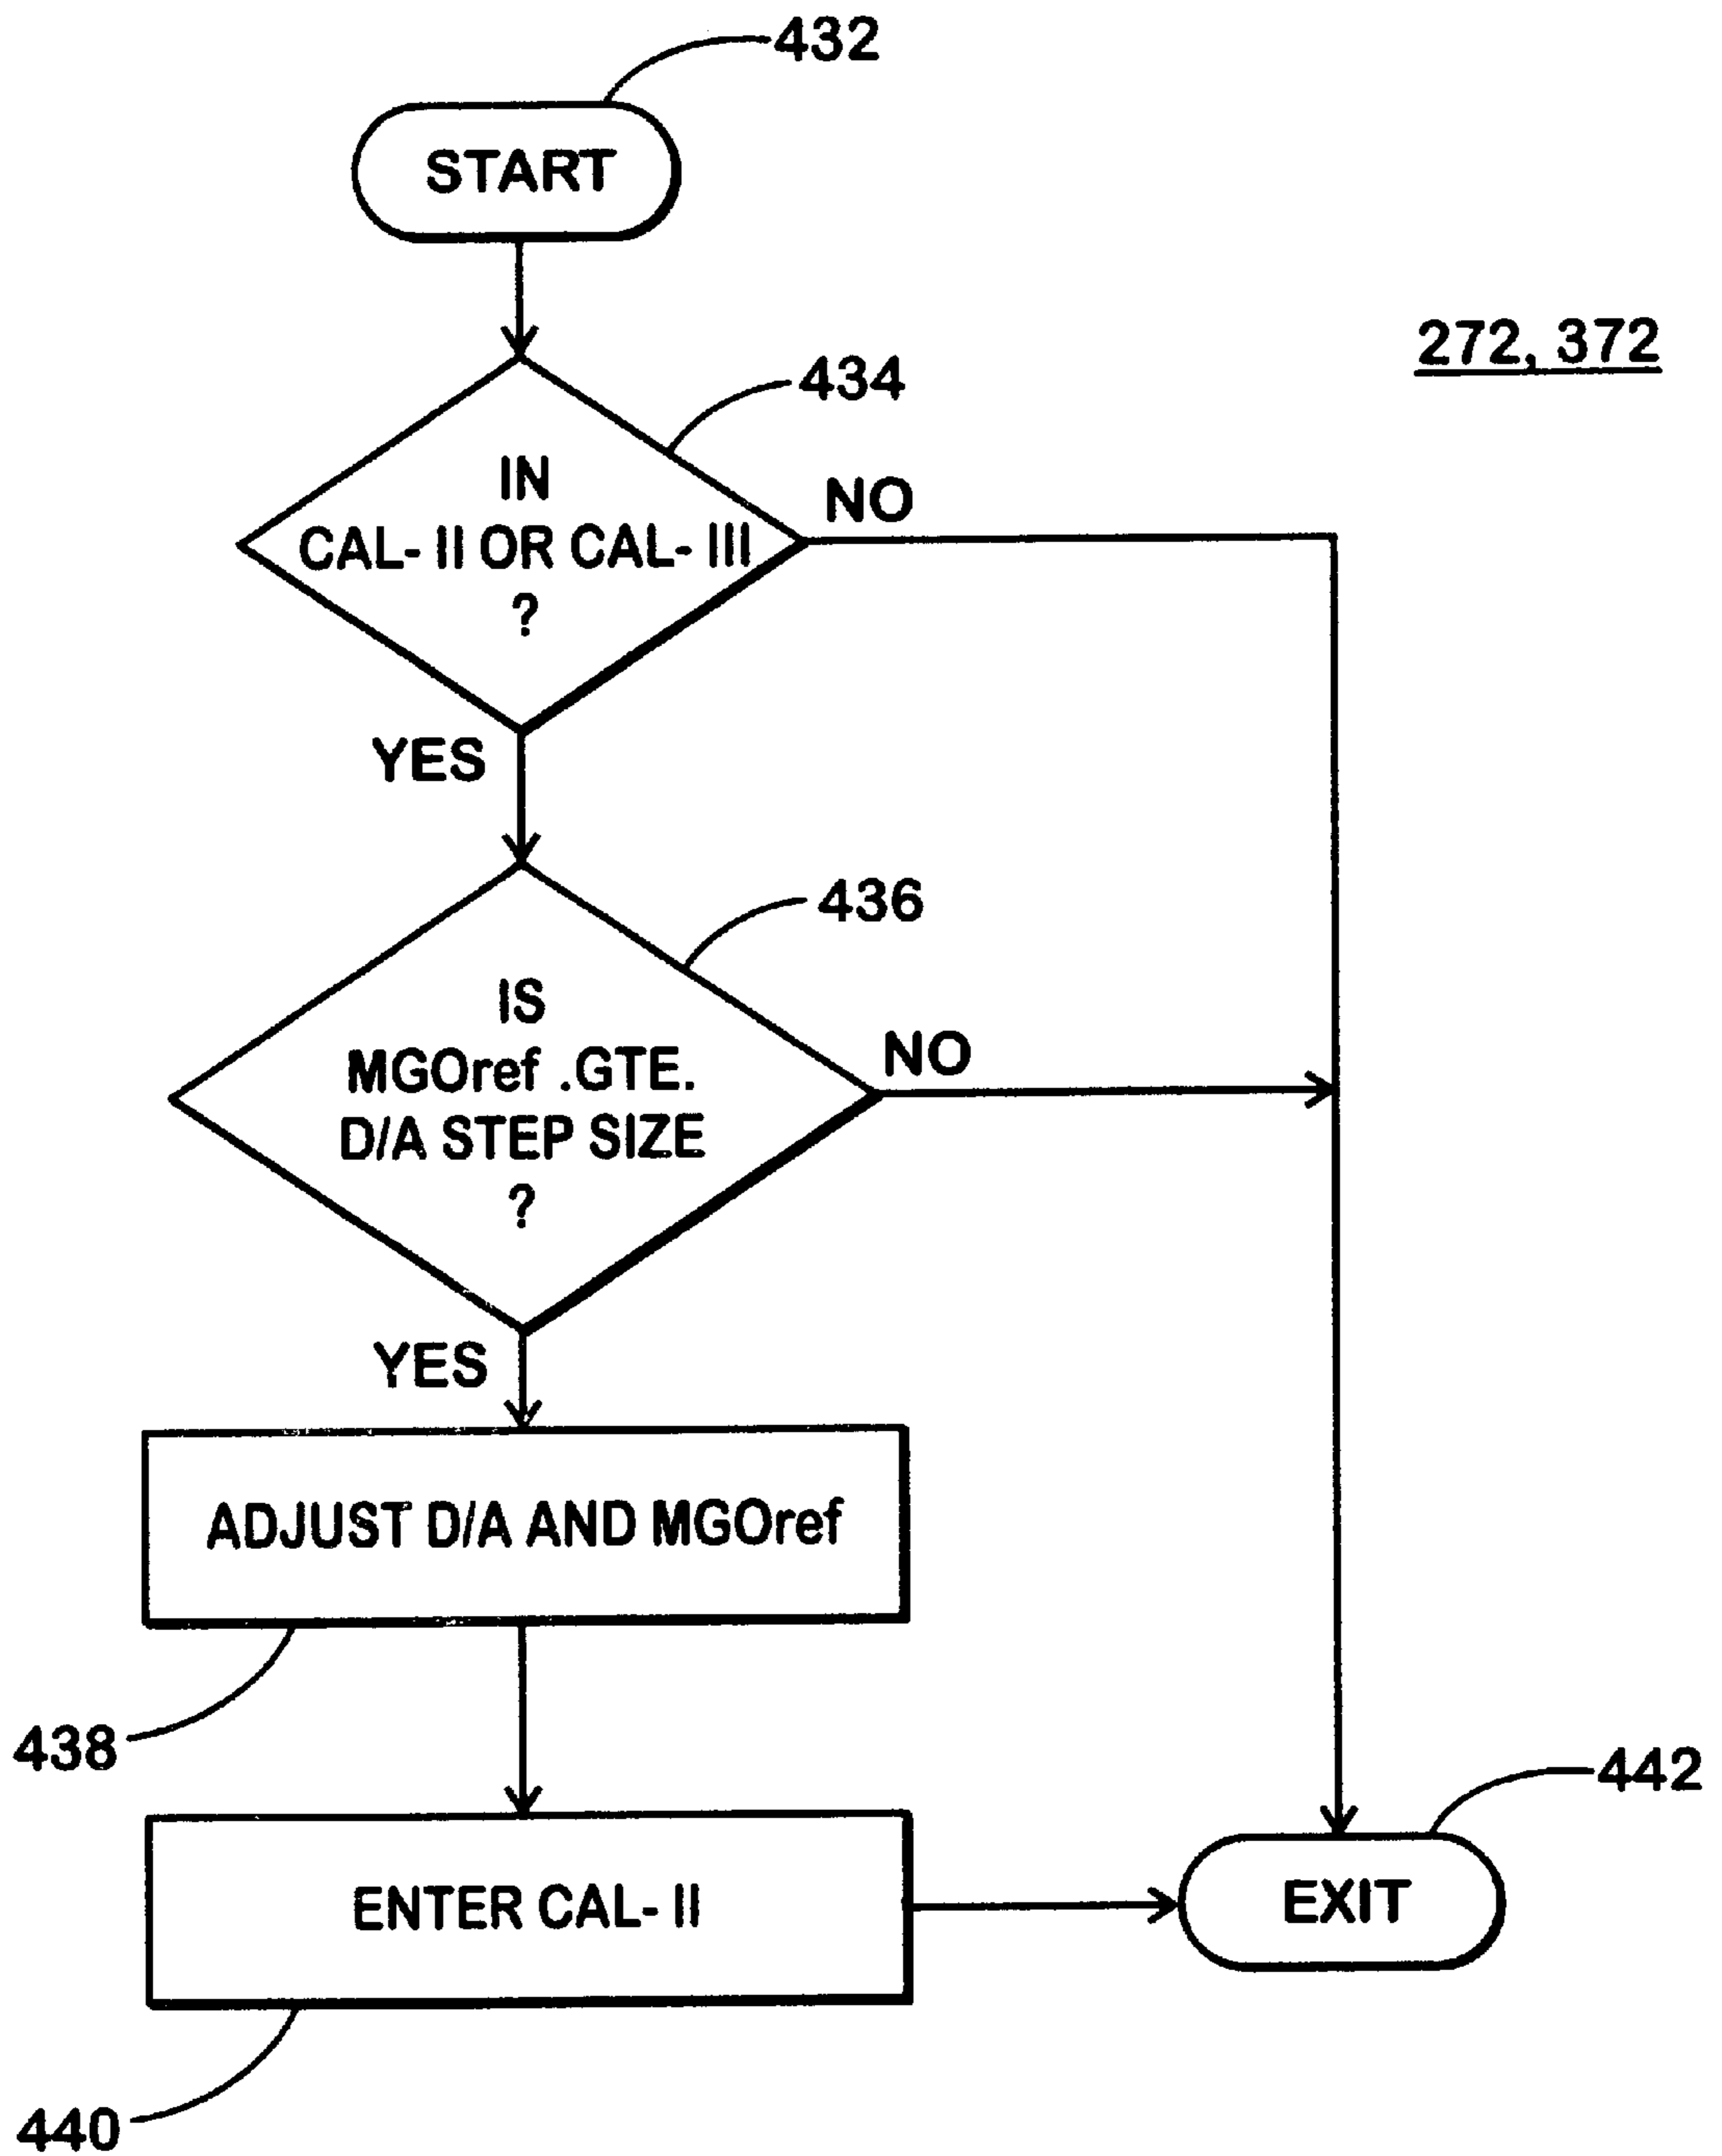 432
START
272, 372
434
IN
CAL- II OR CAL- III
?
NO
YES
436
IS
MGOref .GTE.
D/A STEP SIZE
?
NO
YES
ADJUST D/A AND MGOref
438
442
ENTER CAL- II
EXIT
440